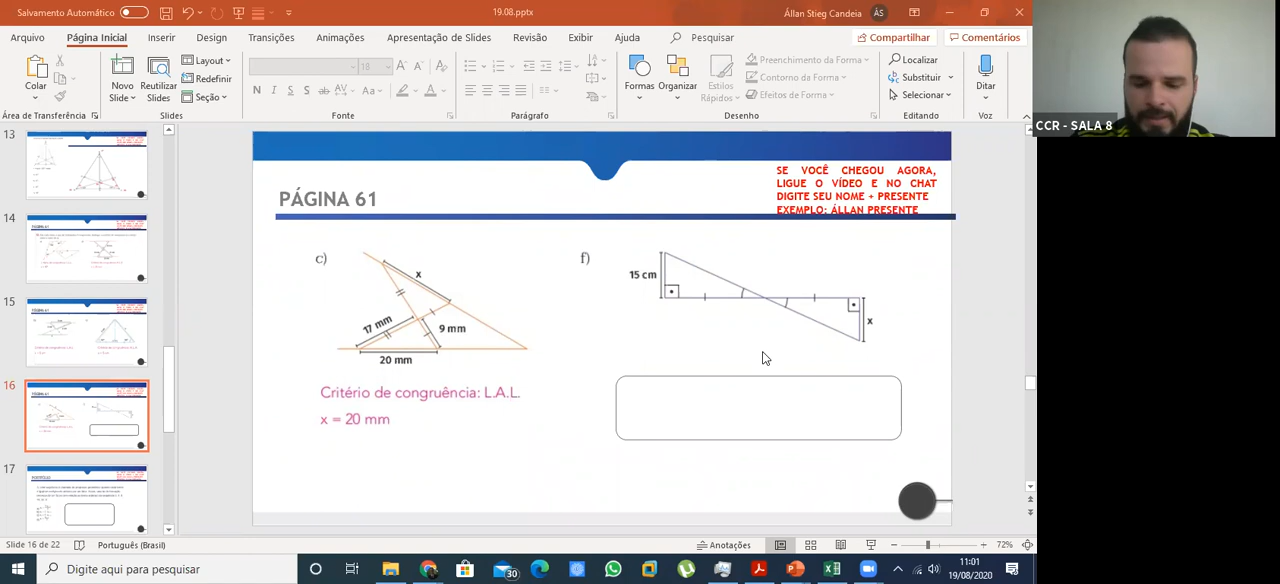 Salvamento Automático
19.08.pptx
Állan Stieg Candeia
ÁS
Arquivo
Página Inicial
Inserir
Design
Transições
Animações
Apresentação de Slides
Revisão
Exibir
Ajuda
Pesquisar
Compartilhar
Comentários
Colar
Novo
Slide
Reutilizar
Slides
Layout
Redefinir
Seção
18
N I S S ab AV Aa A
Formas
Organizar
Estilos
Rápidos
Preenchimento da Forma
Contorno da Forma
Efeitos de Forma
Localizar
Substituir
Selecionar
Ditar
Área de Transferência
Slides
Fonte
Parágrafo
Desenho
Editando
Voz
CCR - SALA 8
13
14
15
16
17
PÁGINA 61
SE VOCÊ CHEGOU AGORA,
LIGUE O VÍDEO E NO CHAT
DIGITE SEU NOME + PRESENTE
EXEMPLO: ÁLLAN PRESENTE
c)
x
17 mm
9 mm
20 mm
Critério de congruência: L.A.L.
x = 20 mm
f)
15 cm
x
Slide 16 de 22
Português (Brasil)
Anotações
72%
Digite aqui para pesquisar
30
11:01
19/08/2020